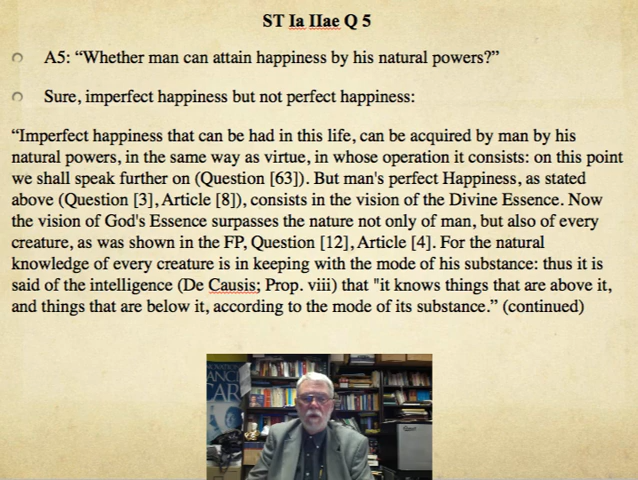 ST Ia IIae Q 5
A5: “Whether man can attain happiness by his natural powers?”
Sure, imperfect happiness but not perfect happiness:
“Imperfect happiness that can be had in this life, can be acquired by man by his
natural powers, in the same way as virtue, in whose operation it consists: on this point
we shall speak further on (Question [63]). But man's perfect Happiness, as stated
above (Question [3], Article [8]), consists in the vision of the Divine Essence. Now
the vision of God's Essence surpasses the nature not only of man, but also of every
creature, as was shown in the FP, Question [12], Article [4]. For the natural
knowledge of every creature is in keeping with the mode of his substance: thus it is
said of the intelligence (De Causis; Prop. viii) that "it knows things that are above it,
and things that are below it, according to the mode of its substance.” (continued)